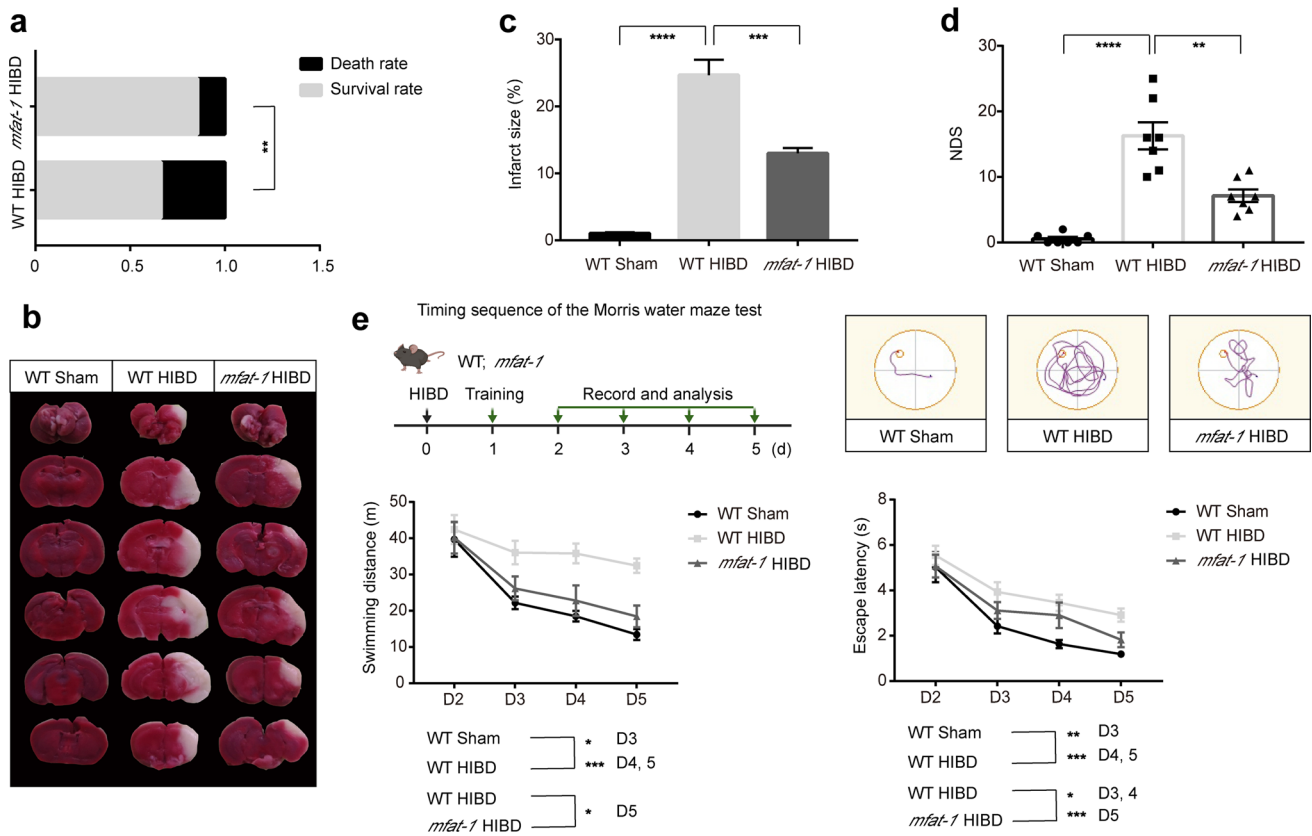 a
mfat-1 HIBD
WT HIBD
Death rate
Survival rate
**
0 0.5 1.0 1.5
b
WT Sham WT HIBD mfat-1 HIBD
c
Infarct size (%)
30
20
10
0
**** ***
WT Sham WT HIBD mfat-1 HIBD
d
NDS
30
20
10
0
**** **
WT Sham WT HIBD mfat-1 HIBD
e
Timing sequence of the Morris water maze test
WT; mfat-1
HIBD Training Record and analysis
0 1 2 3 4 5 (d)
WT Sham WT HIBD mfat-1 HIBD
Swimming distance (m)
50
40
30
20
10
0
D2 D3 D4 D5
WT Sham
WT HIBD
mfat-1 HIBD
WT Sham * D3
WT HIBD *** D4, 5
WT HIBD
* D5
mfat-1 HIBD
Escape latency (s)
8
6
4
2
0
D2 D3 D4 D5
WT Sham
WT HIBD
mfat-1 HIBD
WT Sham ** D3
WT HIBD *** D4, 5
WT HIBD * D3, 4
mfat-1 HIBD *** D5